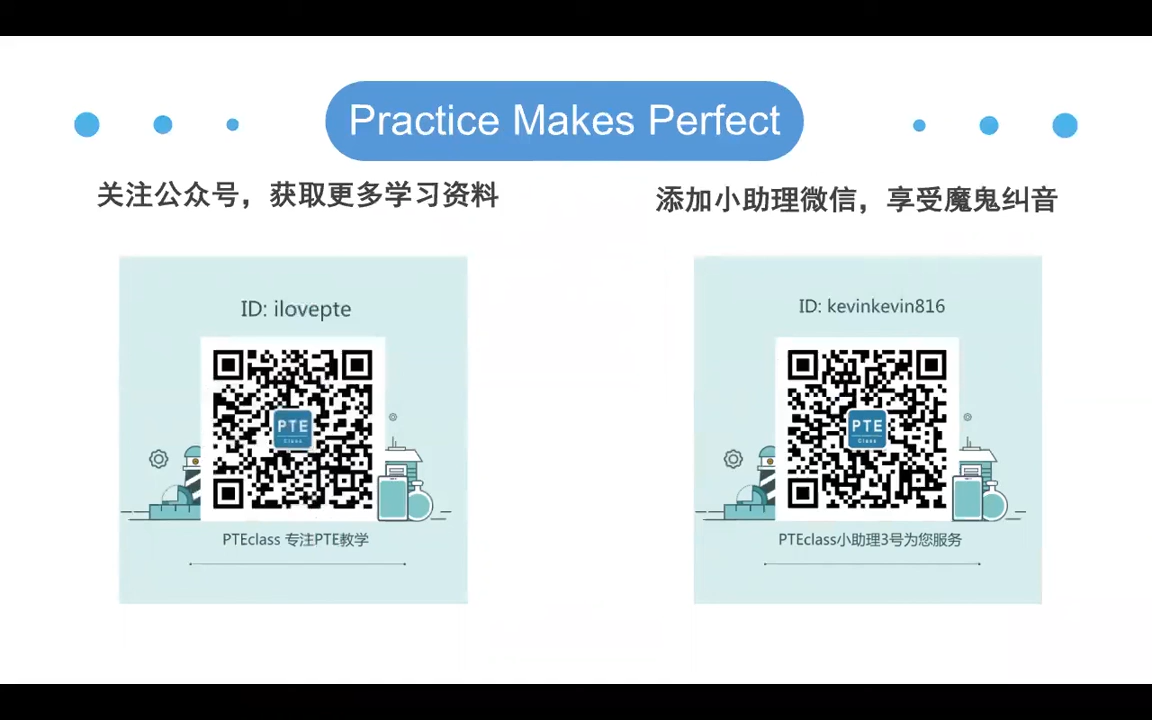 Practice Makes Perfect
关注公众号，获取更多学习资料
添加小助理微信，享受魔鬼纠音
ID: ilovepte
PTE
Class
PTEclass 专注PTE教学
ID: kevinkevin816
PTE
Class
PTEclass小助理3号为您服务